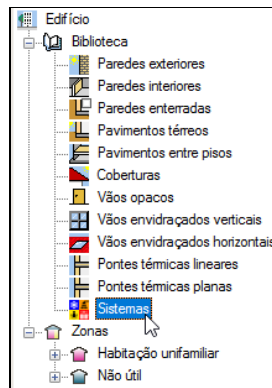 Edifício
Biblioteca
Paredes exteriores
Paredes interiores
Paredes enterradas
Pavimentos térreos
Pavimentos entre pisos
Coberturas
Vãos opacos
Vãos envidraçados verticais
Vãos envidraçados horizontais
Pontes térmicas lineares
Pontes térmicas planas
Sistemas
Zonas
Habitação unifamiliar
Não útil